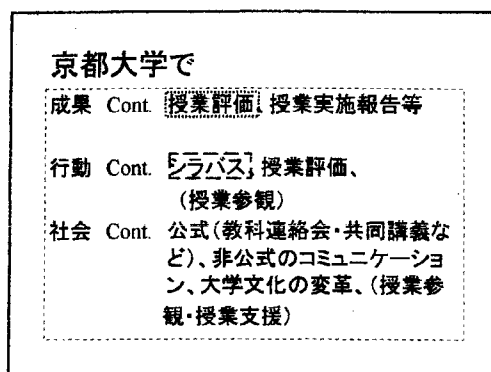 京都大学で
成果 Cont. 授業評価、授業実施報告等
行動 Cont. シラバス、授業評価、
(授業参観)
社会 Cont. 公式(教科連絡会・共同講義な
ど)、非公式のコミュニケーショ
ン、大学文化の変革、(授業参
観・授業支援)